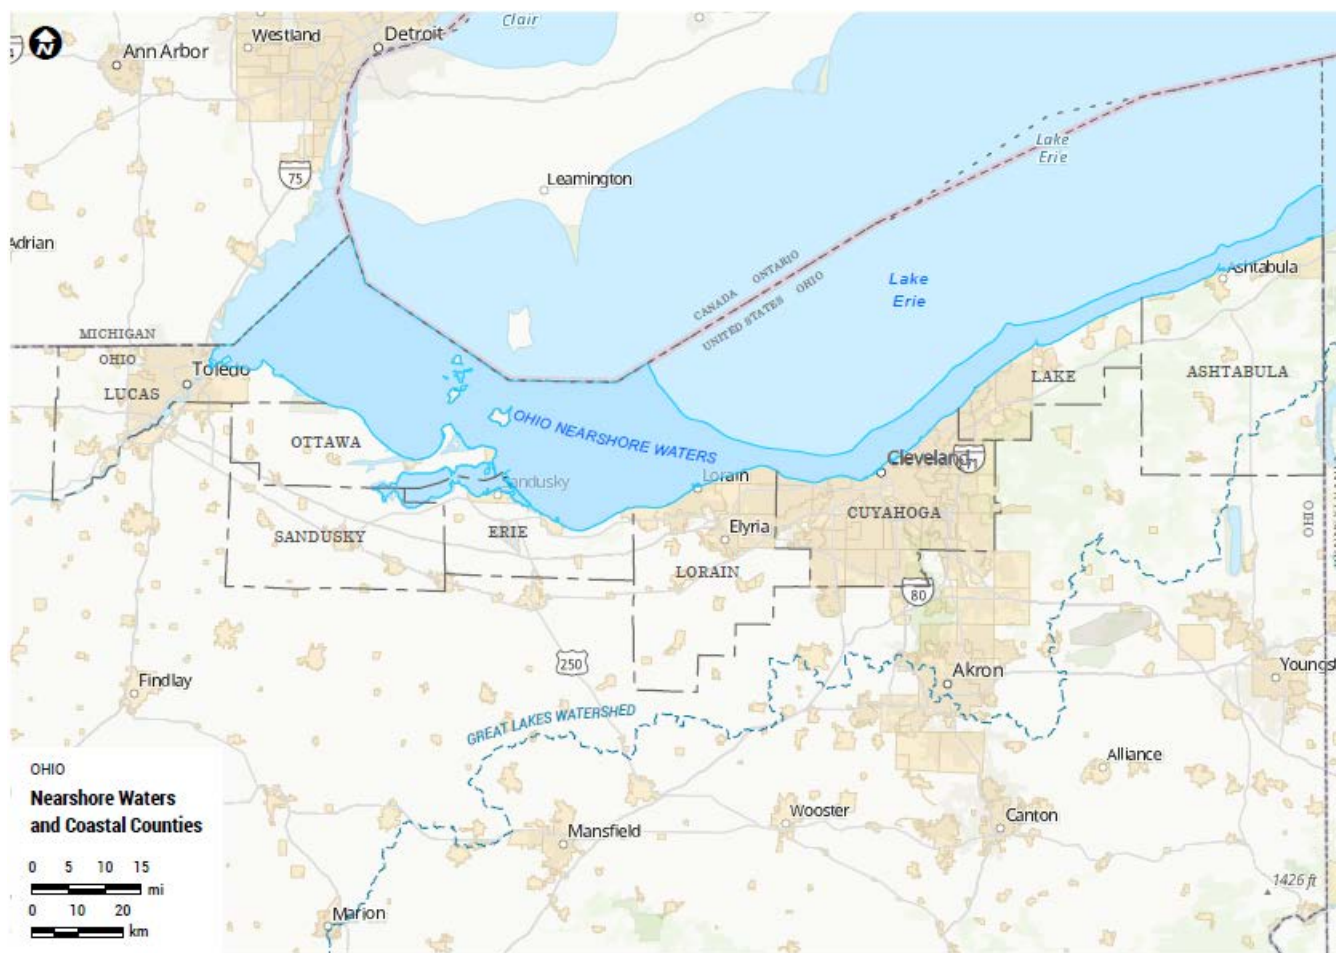 N
Clair
Westland
Detroit
Ann Arbor
Lake
Erie
75
Leamington
Adrian
Ashtabula
CANADA ONTARIO
UNITED STATES OHIO
Lake
Erie
MICHIGAN
OHIO
Toledo
LUCAS
LAKE
ASHTABULA
OHIO NEARSHORE WATERS
OTTAWA
Cleveland
71
Lorain
Sandusky
CUYAHOGA
OHIO
Elyria
ERIE
SANDUSKY
LORAIN
80
250
Akron
Findlay
GREAT LAKES WATERSHED
Alliance
Wooster
Canton
Mansfield
1426 ft
Marion
OHIO
Nearshore Waters
and Coastal Counties
0 5 10 15
mi
0 10 20
km